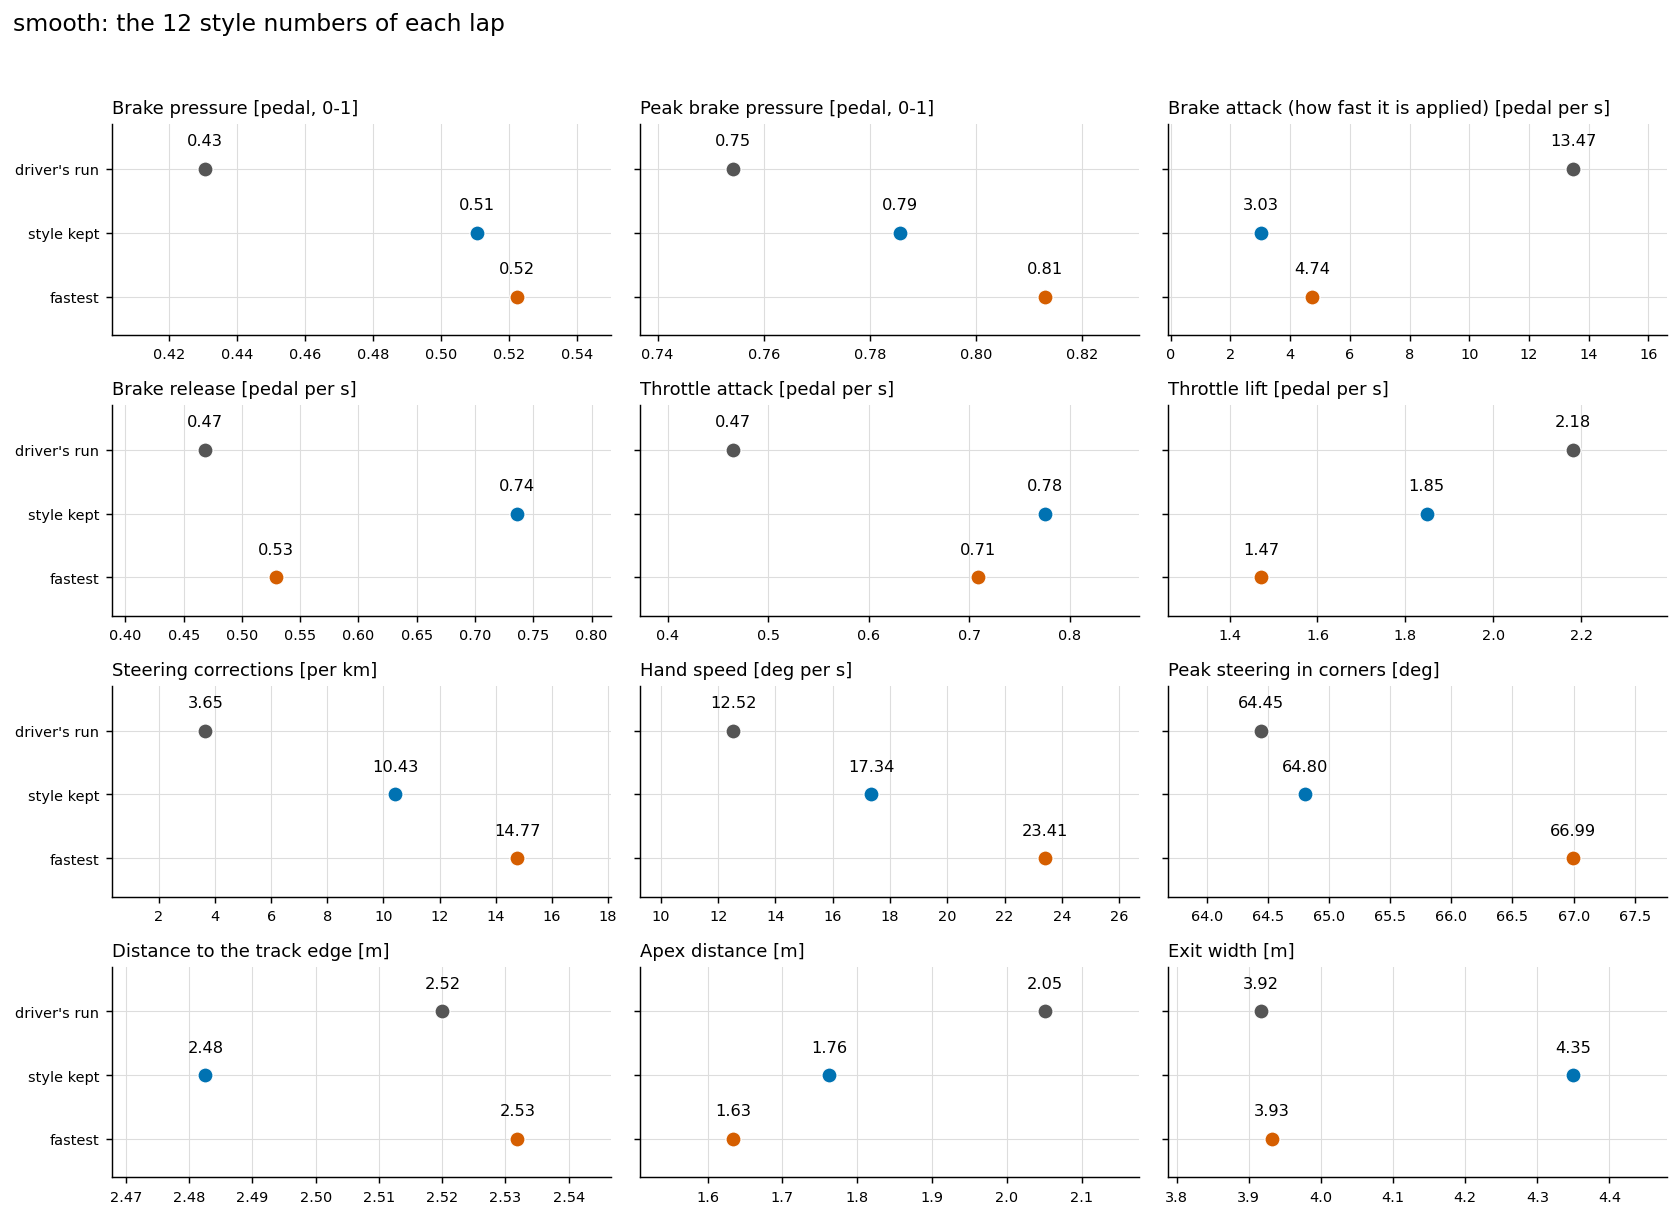 smooth: the 12 style numbers of each lap
Brake pressure [pedal, 0-1]
driver's run
style kept
fastest
0.43
0.51
0.52
0.42 0.44 0.46 0.48 0.50 0.52 0.54
Peak brake pressure [pedal, 0-1]
0.75
0.79
0.81
0.74 0.76 0.78 0.80 0.82
Brake attack (how fast it is applied) [pedal per s]
13.47
3.03
4.74
0 2 4 6 8 10 12 14 16
Brake release [pedal per s]
driver's run
style kept
fastest
0.47
0.74
0.53
0.40 0.45 0.50 0.55 0.60 0.65 0.70 0.75 0.80
Throttle attack [pedal per s]
0.47
0.78
0.71
0.4 0.5 0.6 0.7 0.8
Throttle lift [pedal per s]
2.18
1.85
1.47
1.4 1.6 1.8 2.0 2.2
Steering corrections [per km]
driver's run
style kept
fastest
3.65
10.43
14.77
2 4 6 8 10 12 14 16 18
Hand speed [deg per s]
12.52
17.34
23.41
10 12 14 16 18 20 22 24 26
Peak steering in corners [deg]
64.45
64.80
66.99
64.0 64.5 65.0 65.5 66.0 66.5 67.0 67.5
Distance to the track edge [m]
driver's run
style kept
fastest
2.52
2.48
2.53
2.47 2.48 2.49 2.50 2.51 2.52 2.53 2.54
Apex distance [m]
2.05
1.76
1.63
1.6 1.7 1.8 1.9 2.0 2.1
Exit width [m]
3.92
4.35
3.93
3.8 3.9 4.0 4.1 4.2 4.3 4.4